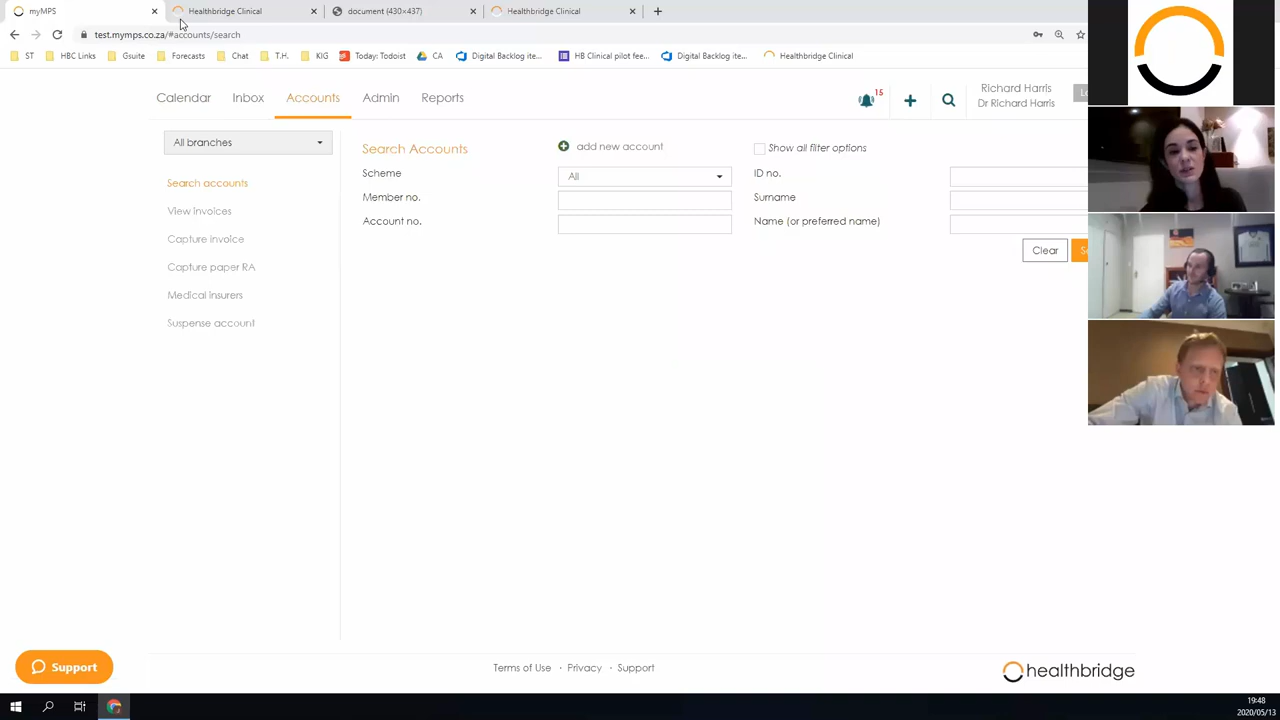 myMPS
Healthbridge Clinical
document (430×437)
Healthbridge Clinical
test.mymps.co.za/#accounts/search
ST
HBC Links
Gsuite
Forecasts
Chat
T.H.
KIG
Today: Todoist
CA
Digital Backlog ite...
HB Clinical pilot fee...
Digital Backlog ite...
Healthbridge Clinical
Calendar
Inbox
Accounts
Admin
Reports
15
Richard Harris
Dr Richard Harris
All branches
Search accounts
View invoices
Capture invoice
Capture paper RA
Medical insurers
Suspense account
Search Accounts
add new account
Show all filter options
Scheme
All
ID no.
Member no.
Surname
Account no.
Name (or preferred name)
Clear
Support
Terms of Use · Privacy · Support
healthbridge
19:48
2020/05/13